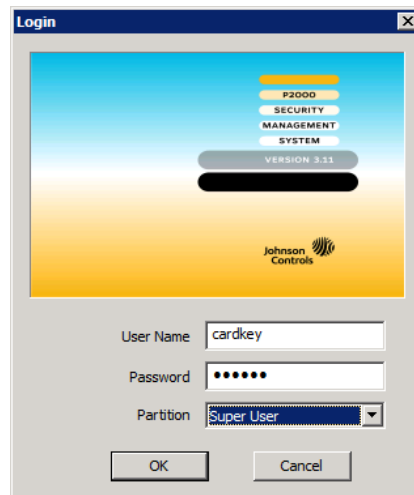 Login
P2000
SECURITY
MANAGEMENT
SYSTEM
VERSION 3.11
Johnson
Controls
User Name cardkey
Password ••••••
Partition Super User
OK Cancel